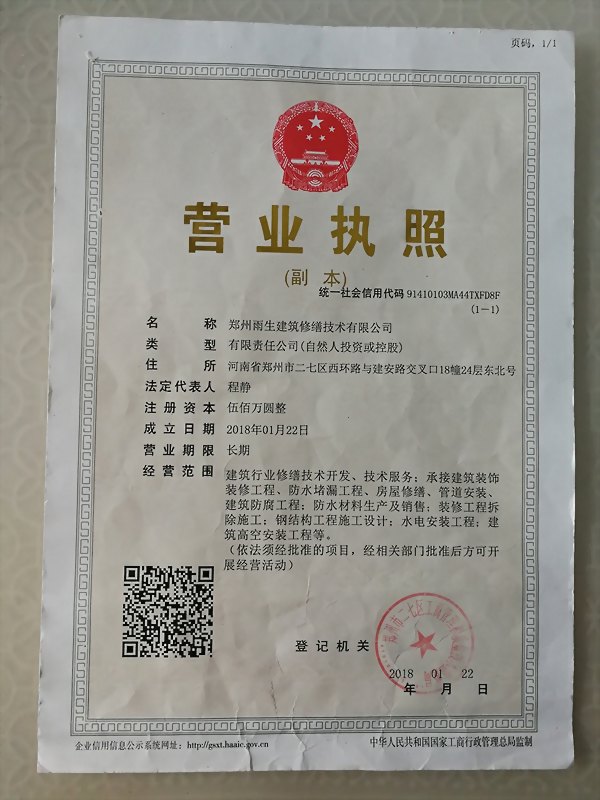 页码，1/1
营业执照
(副 本)
统一社会信用代码 91410103MA44TXFD8F
(1-1)
名 称 郑州雨生建筑修缮技术有限公司
类 型 有限责任公司(自然人投资或控股)
住 所 河南省郑州市二七区西环路与建安路交叉口18幢24层东北号
法定代表人 程静
注册资本 伍佰万圆整
成立日期 2018年01月22日
营业期限 长期
经营范围 建筑行业修缮技术开发、技术服务；承接建筑装饰
装修工程、防水堵漏工程、房屋修缮、管道安装、
建筑防腐工程；防水材料生产及销售；装修工程拆
除施工；钢结构工程施工设计；水电安装工程；建
筑高空安装工程等。
（依法须经批准的项目，经相关部门批准后方可开
展经营活动）
登记机关
2018 01 22
年 月 日
企业信用信息公示系统网址：http://gsxt.haaic.gov.cn
中华人民共和国国家工商行政管理总局监制